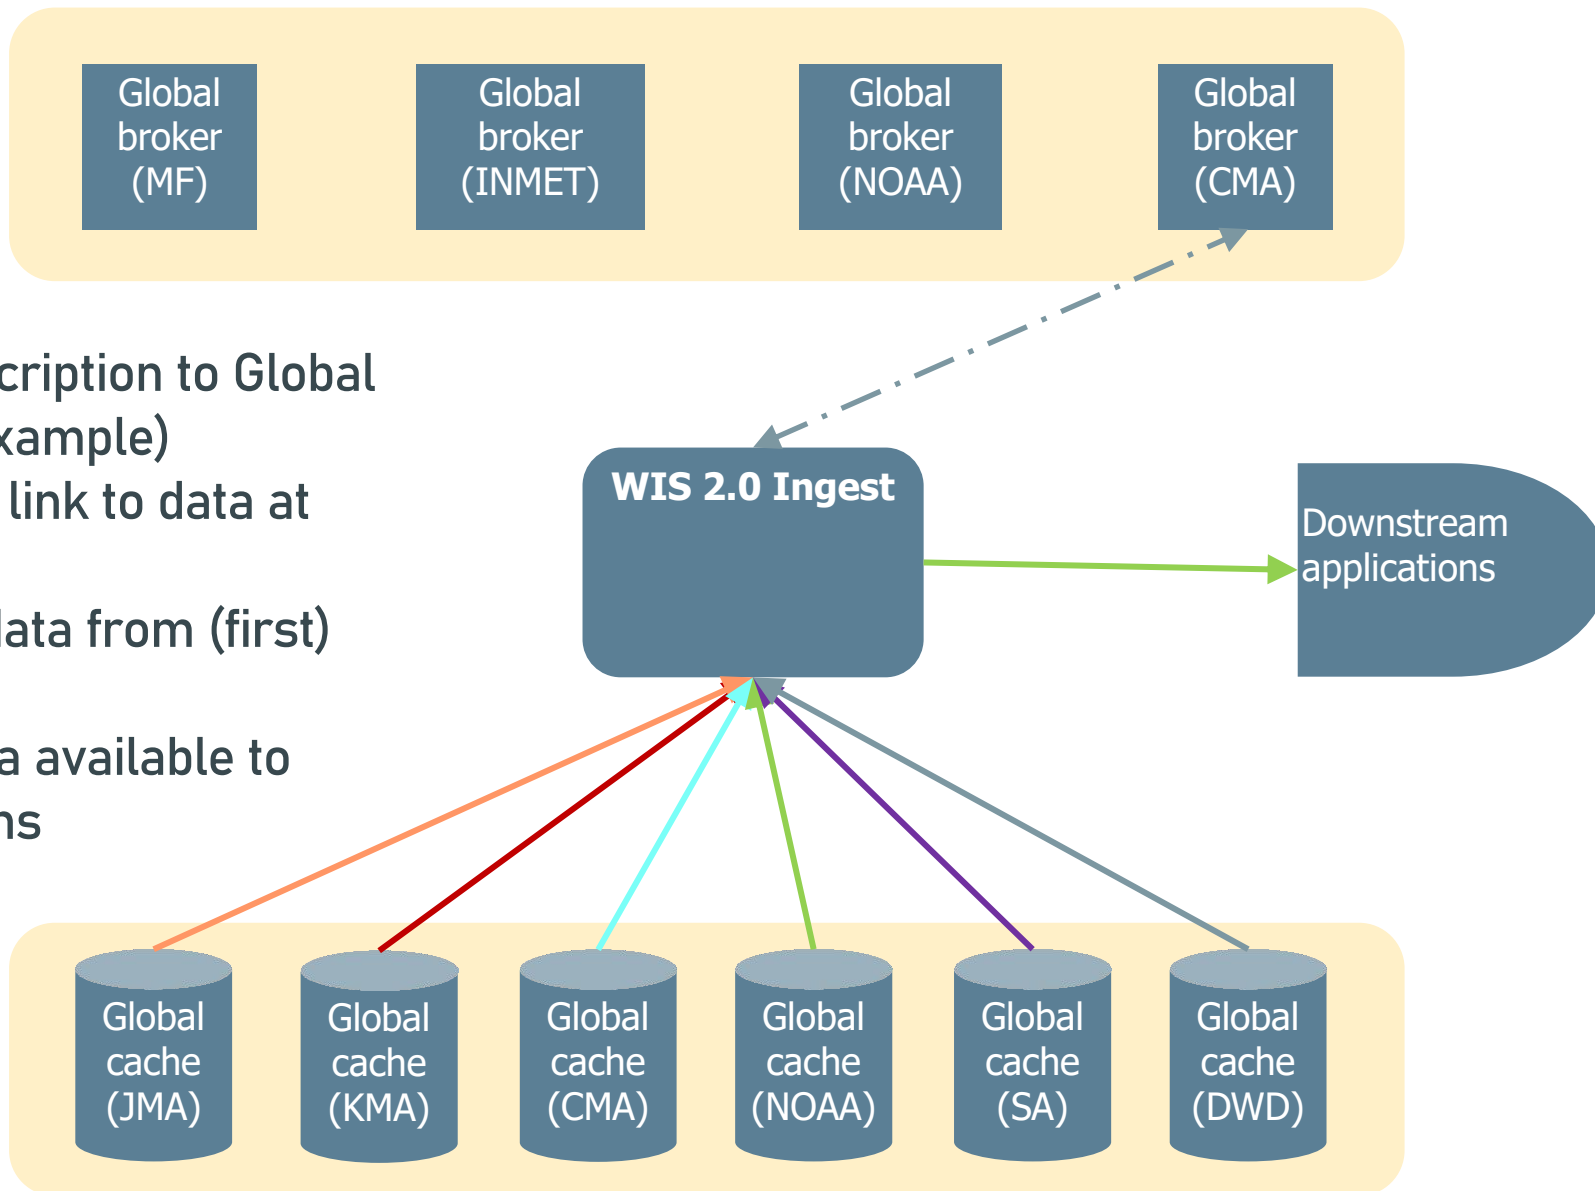 Global
broker
(MF)
Global
broker
(INMET)
Global
broker
(NOAA)
Global
broker
(CMA)
cription to Global
xample)
link to data at
lata from (first)
a available to
ns
WIS 2.0 Ingest
Downstream
applications
Global
cache
(JMA)
Global
cache
(KMA)
Global
cache
(CMA)
Global
cache
(NOAA)
Global
cache
(SA)
Global
cache
(DWD)